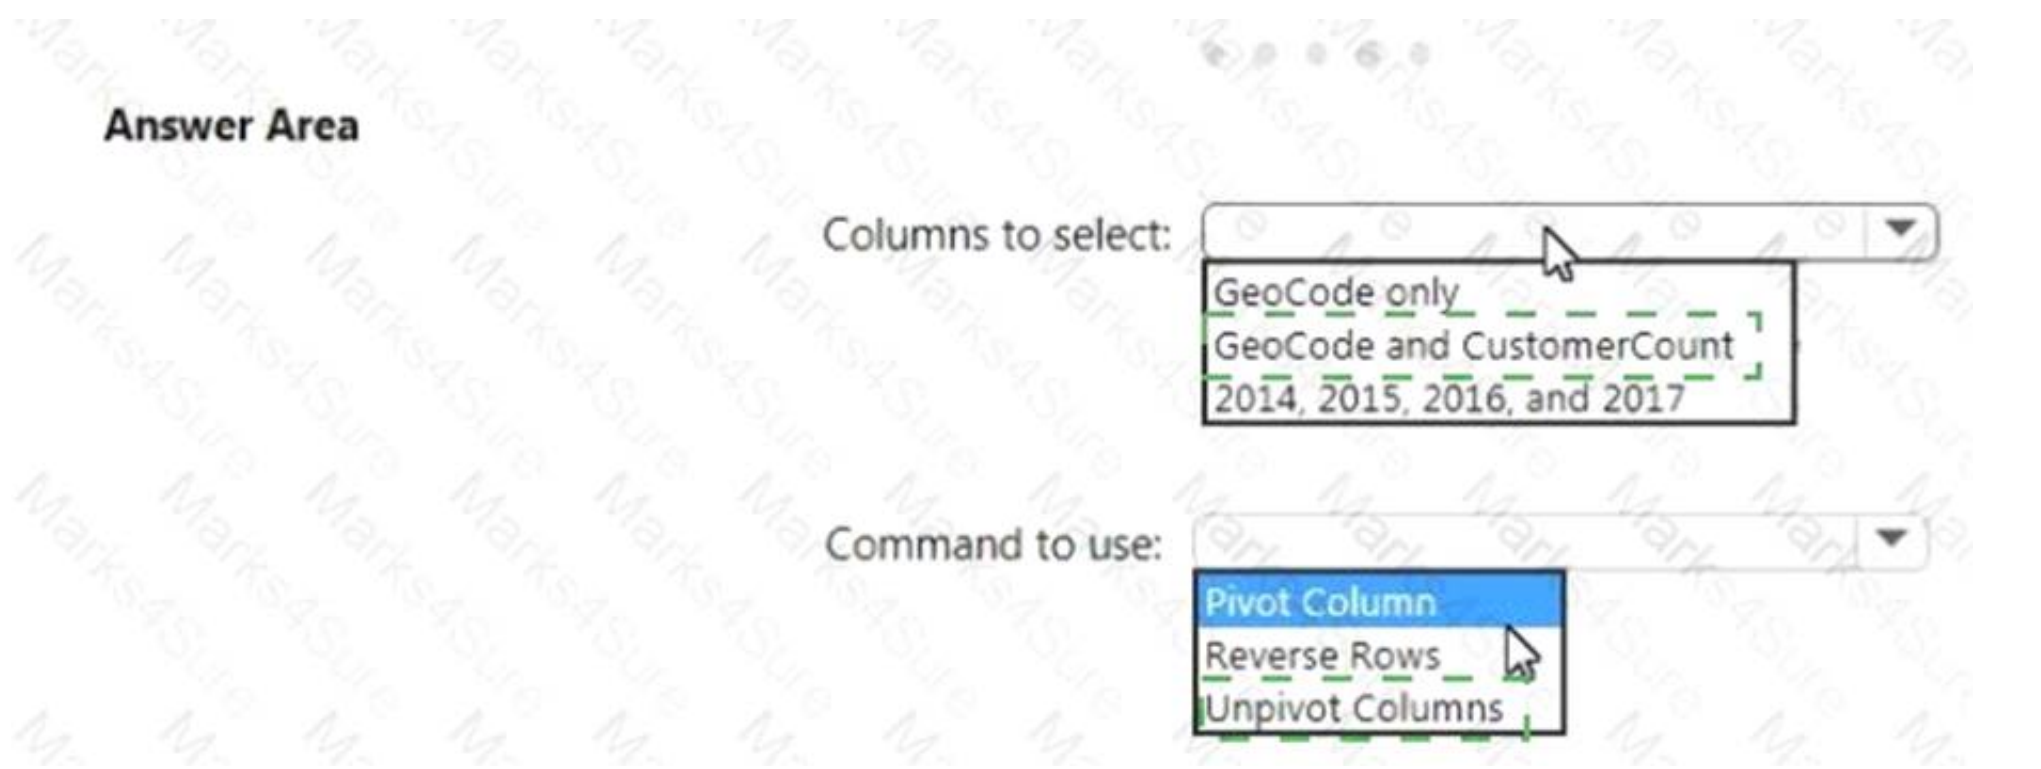 Answer Area
Columns to select:
GeoCode only
GeoCode and CustomerCount
2014, 2015, 2016, and 2017
Command to use:
Pivot Column
Reverse Rows
Unpivot Columns